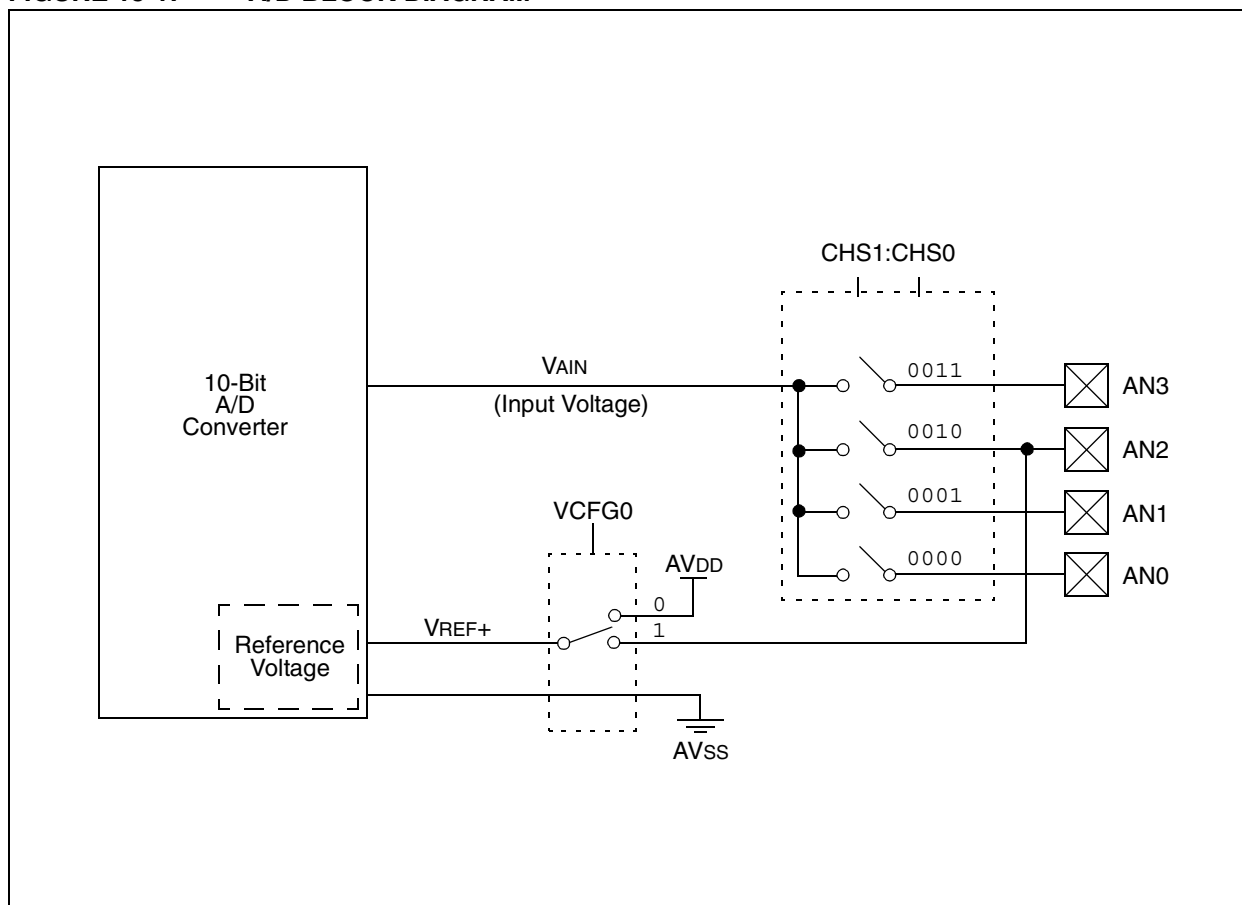 CHS1:CHS0
10-Bit
A/D
Converter
VAIN
(Input Voltage)
0011
AN3
0010
AN2
0001
AN1
0000
AN0
VCFG0
AVDD
0
1
VREF+
Reference
Voltage
AVSS